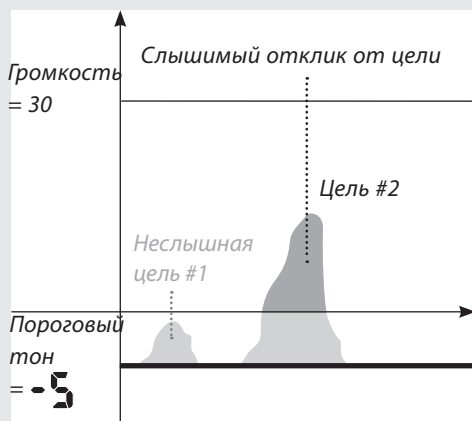 Слышимый отклик от цели
Громкость
= 30
Цель #2
Неслышная
цель #1
Пороговый
тон
= -5